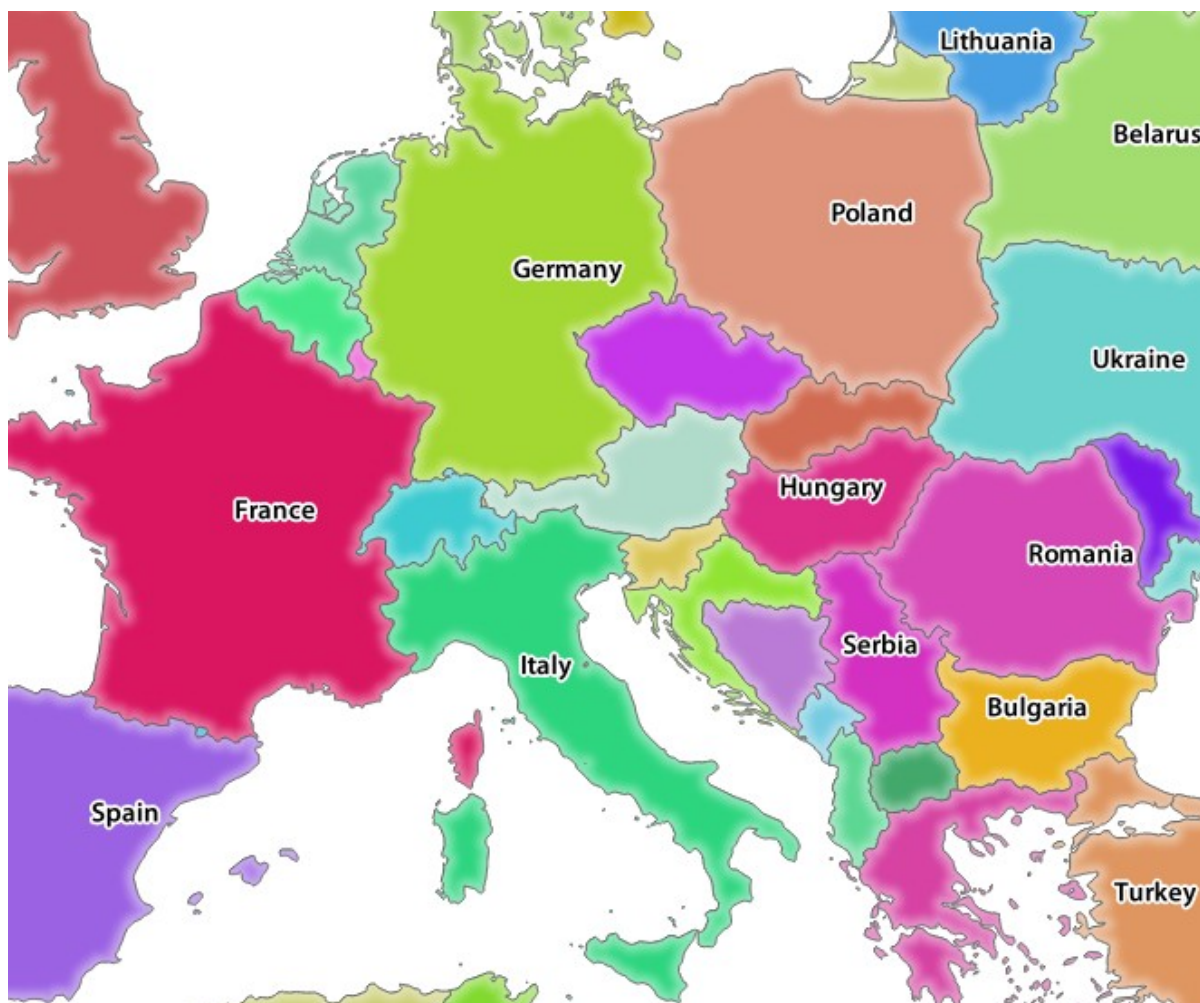 Lithuania
Belarus
Poland
Germany
Ukraine
Hungary
France
Romania
Serbia
Italy
Bulgaria
Spain
Turkey